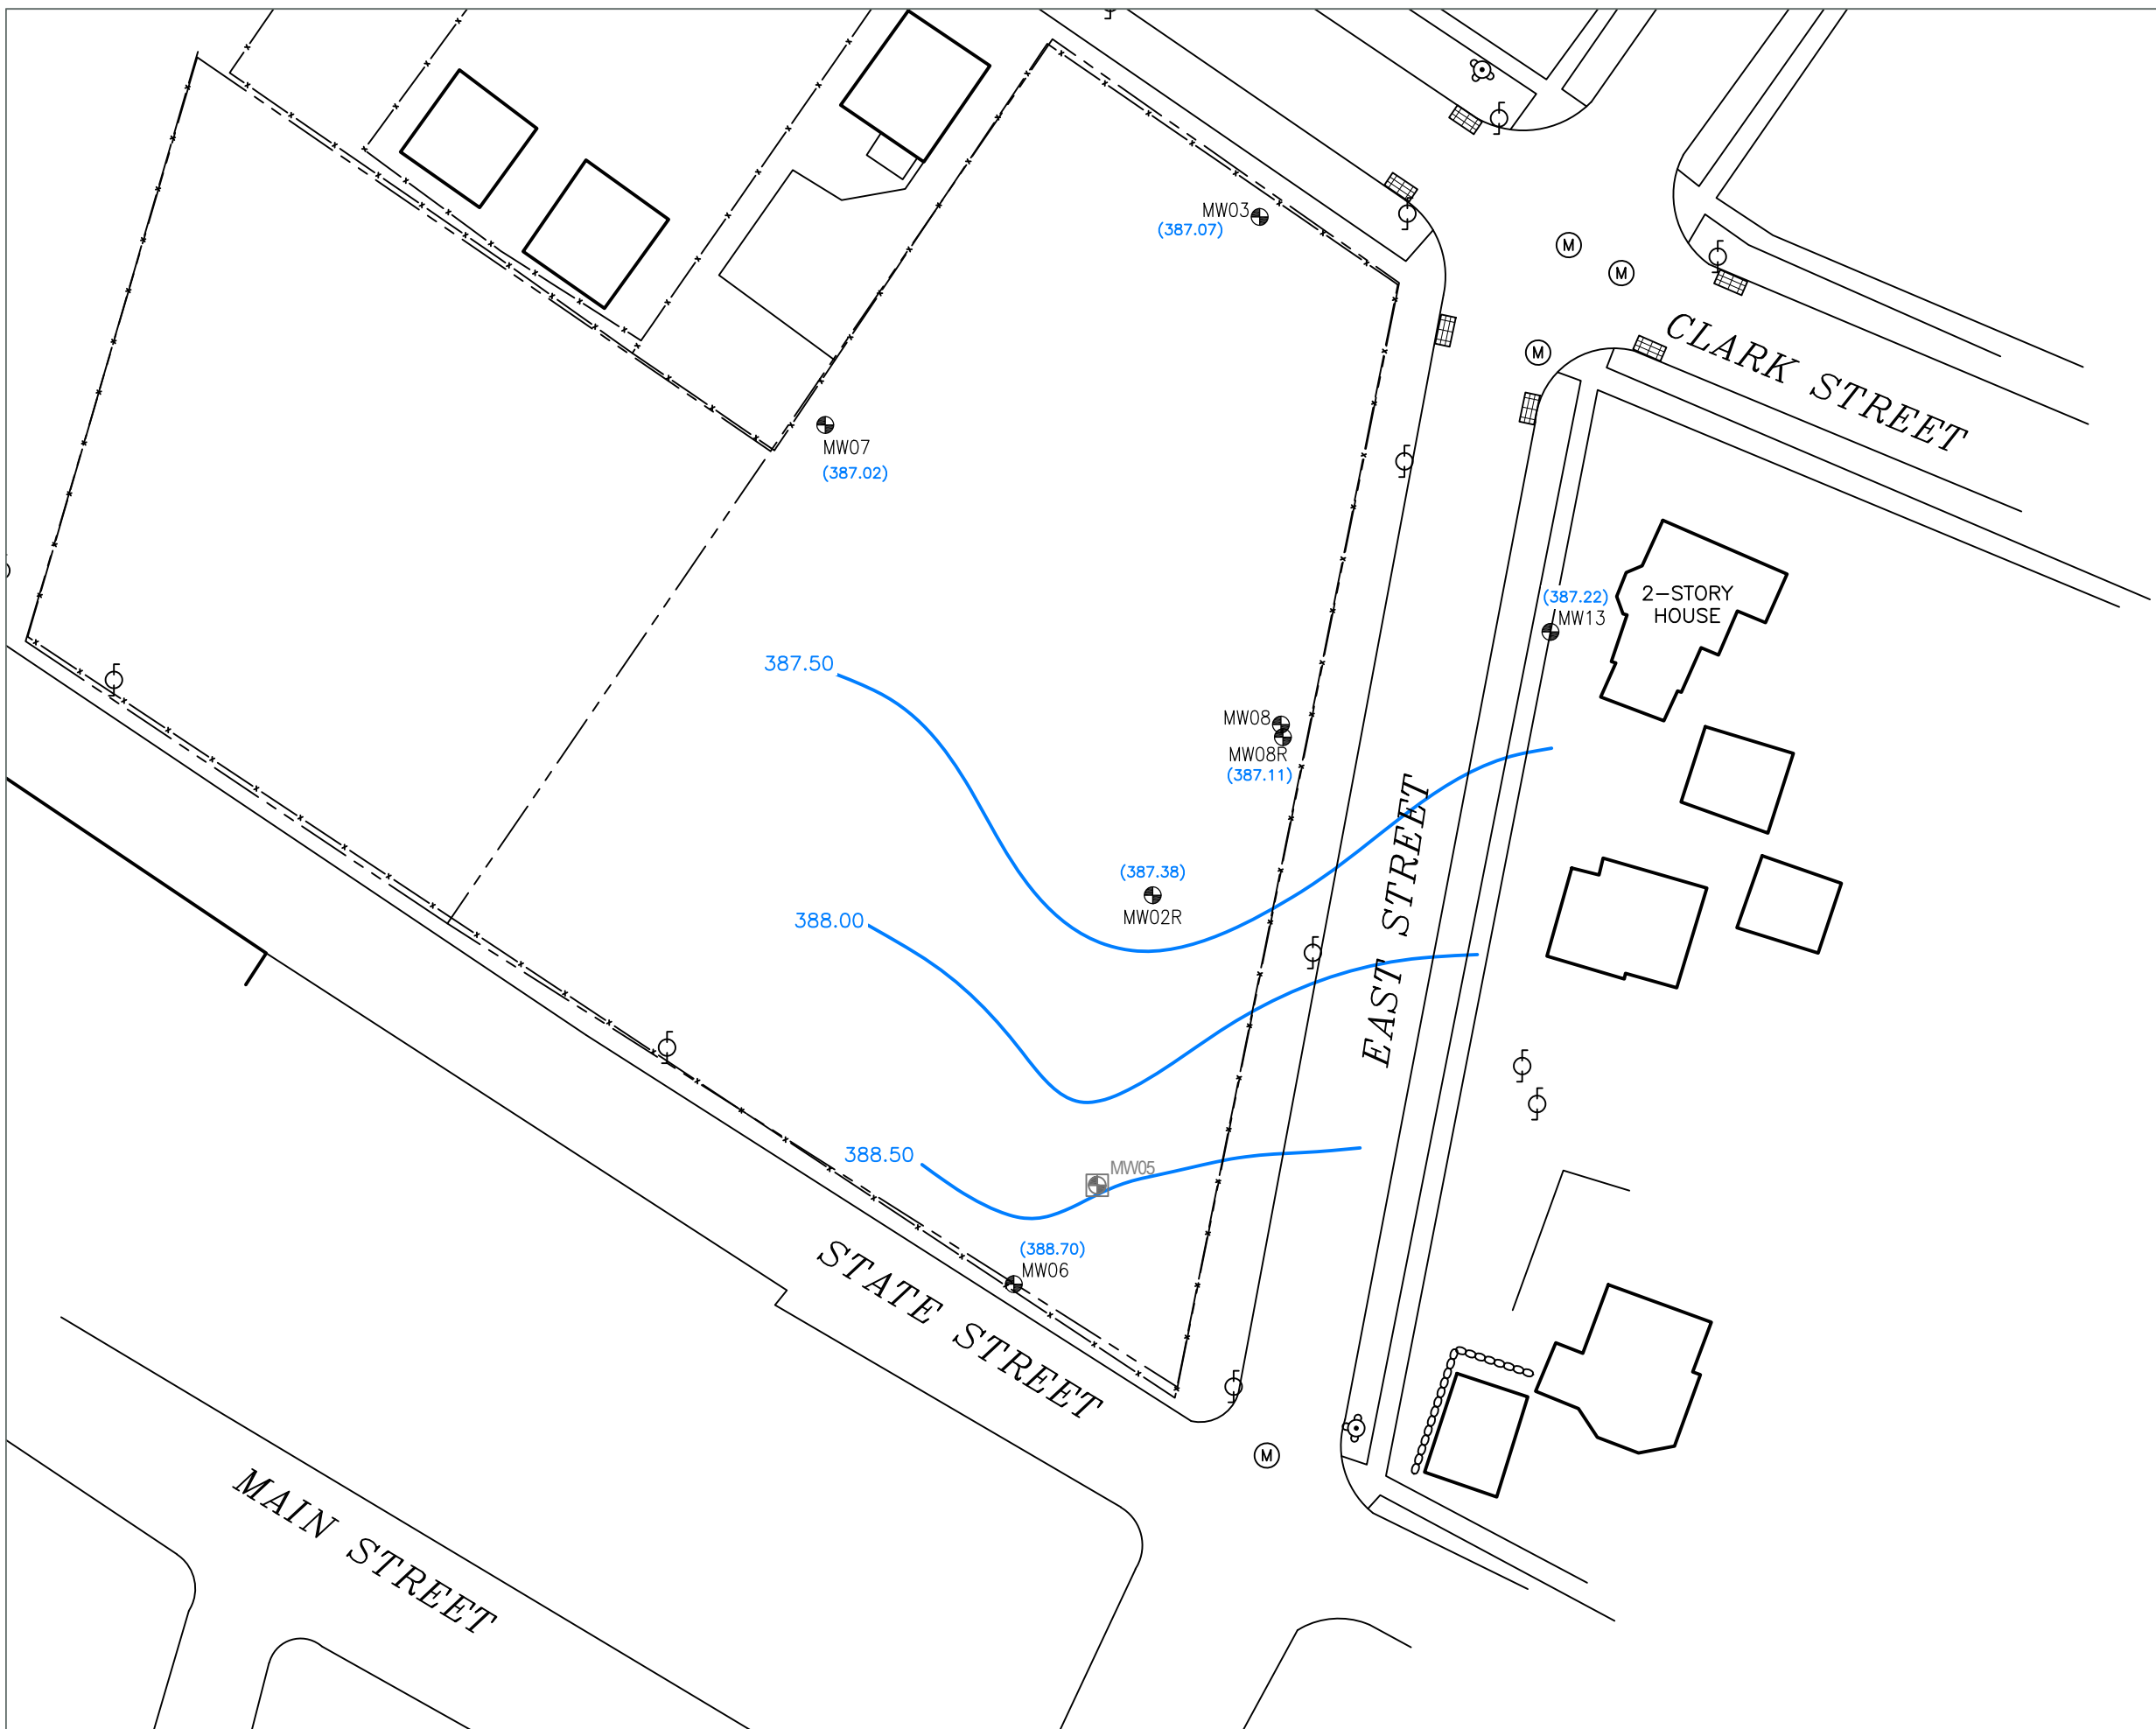 MW03
(387.07)
M
M
CLARK STREET
M
MW07
(387.02)
2-STORY
HOUSE
(387.22)
MW13
387.50
MW08
MW08R
(387.11)
EAST STREET
(387.38)
MW02R
388.00
388.50
MW05
(388.70)
MW06
STATE STREET
M
MAIN STREET